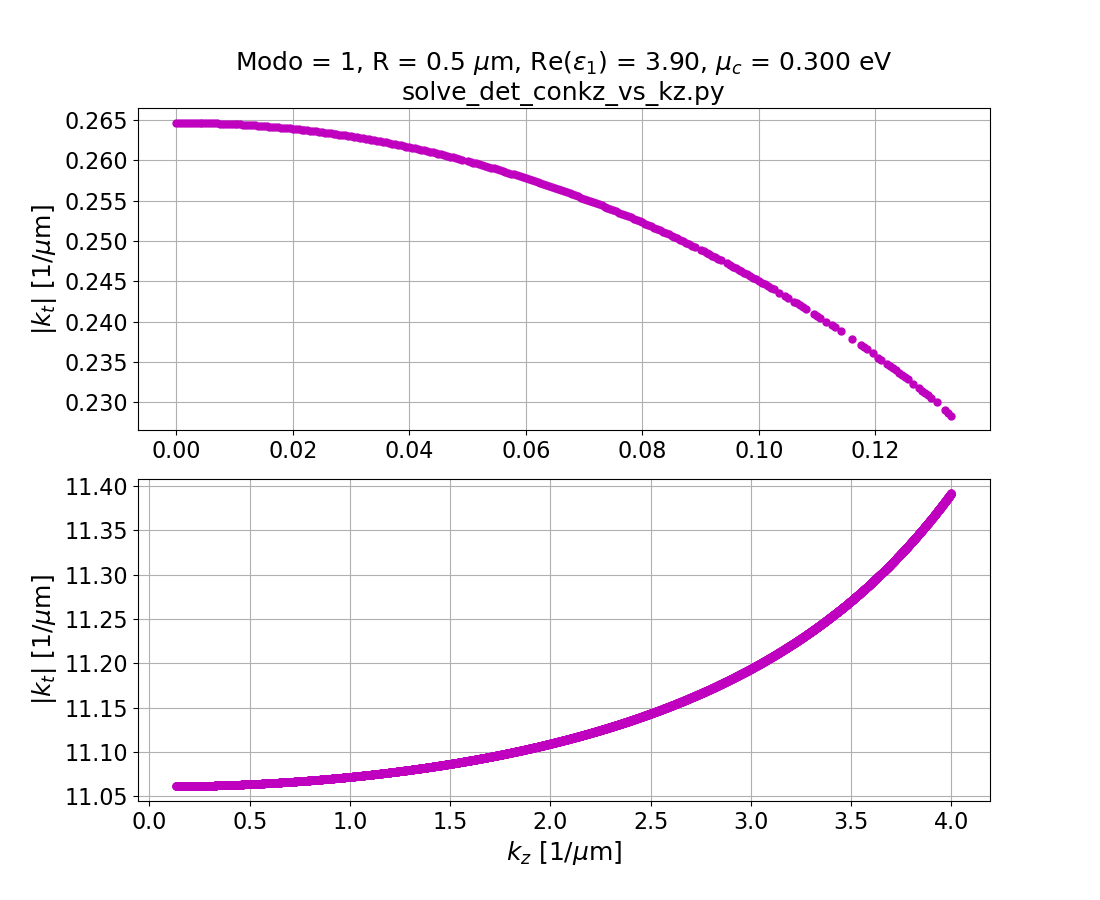 Modo = 1, R = 0.5 μm, Re(ε₁) = 3.90, μ_c = 0.300 eV
solve_det_conkz_vs_kz.py
|k_t| [1/μm]
0.265
0.260
0.255
0.250
0.245
0.240
0.235
0.230
0.00 0.02 0.04 0.06 0.08 0.10 0.12
|k_t| [1/μm]
11.40
11.35
11.30
11.25
11.20
11.15
11.10
11.05
0.0 0.5 1.0 1.5 2.0 2.5 3.0 3.5 4.0
k_z [1/μm]